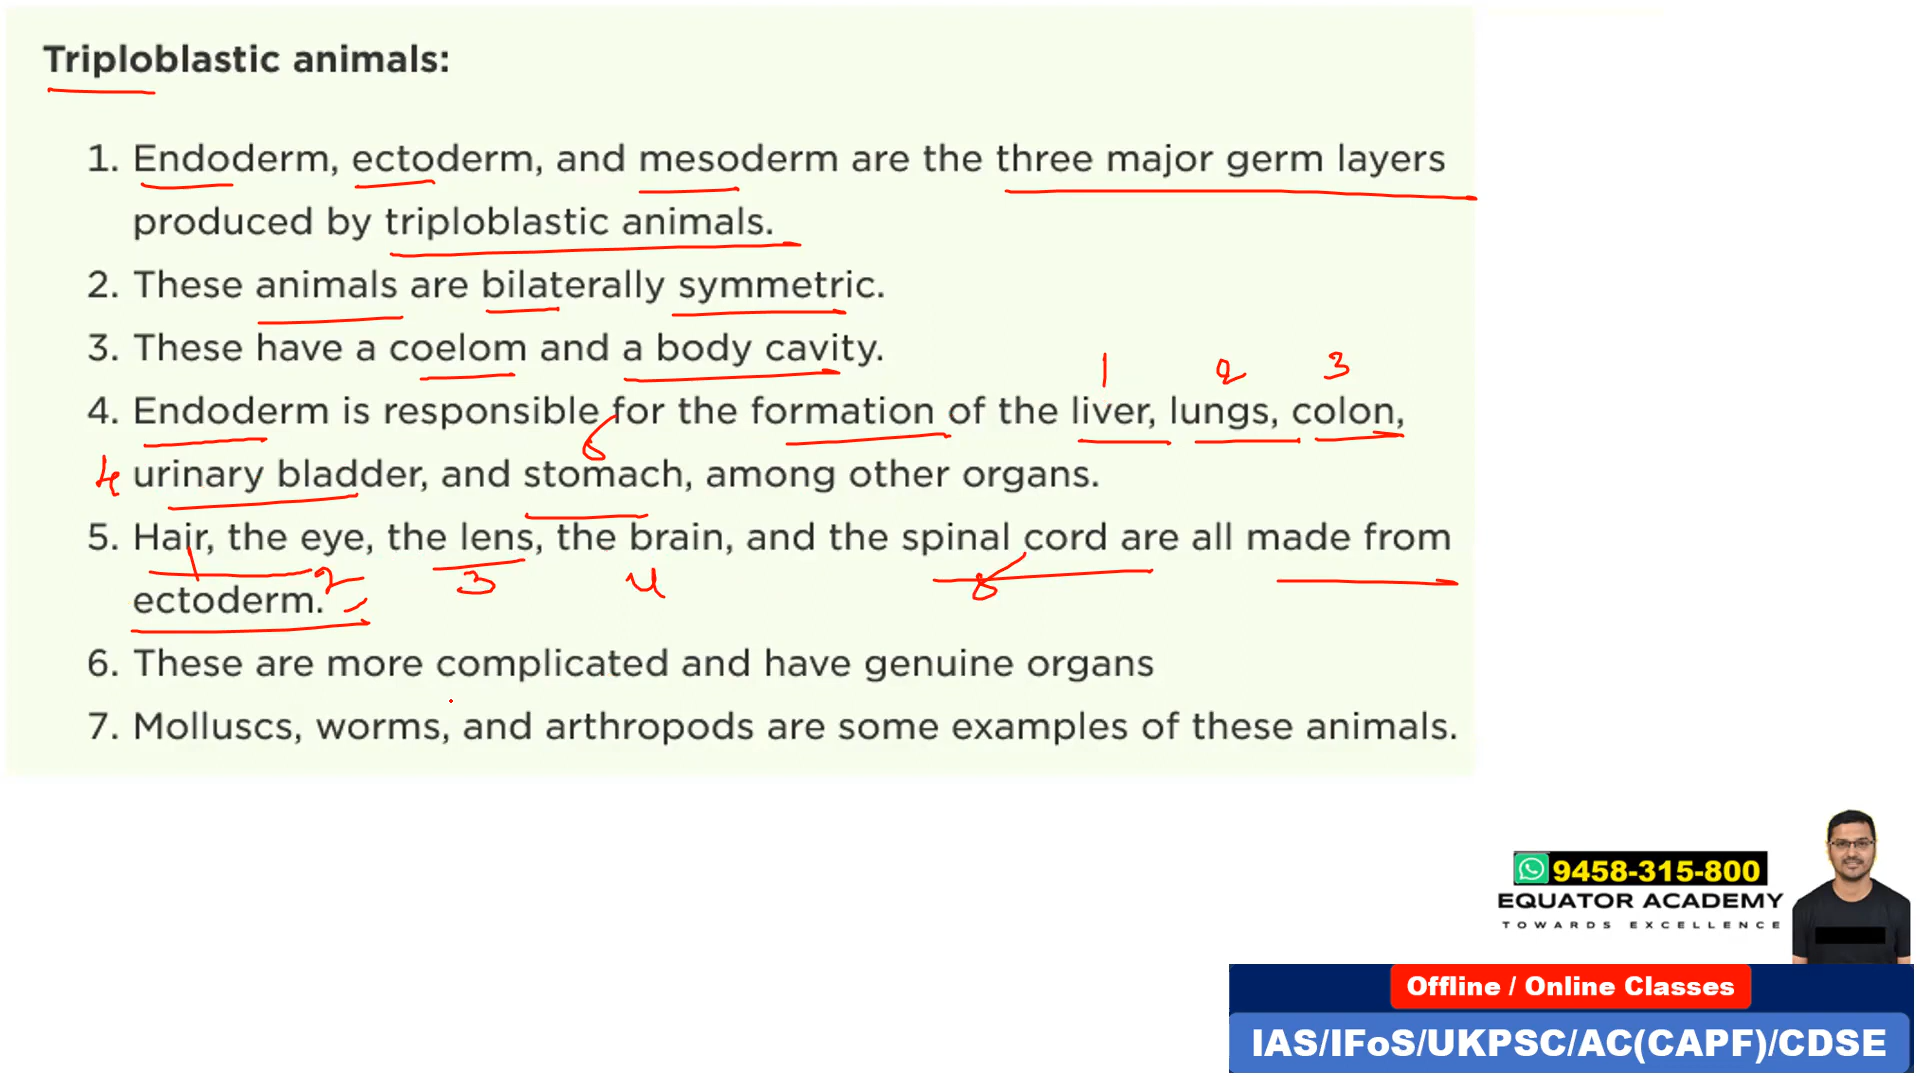 Triploblastic animals:
1. Endoderm, ectoderm, and mesoderm are the three major germ layers
produced by triploblastic animals.
2. These animals are bilaterally symmetric.
3. These have a coelom and a body cavity.
1 2 3
4. Endoderm is responsible for the formation of the liver, lungs, colon,
4 urinary bladder, and stomach, among other organs.
5. Hair, the eye, the lens, the brain, and the spinal cord are all made from
1 2 3 4
ectoderm.
6. These are more complicated and have genuine organs
7. Molluscs, worms, and arthropods are some examples of these animals.
9458-315-800
EQUATOR ACADEMY
TOWARDS EXCELLENCE
Offline / Online Classes
IAS/IFoS/UKPSC/AC(CAPF)/CDSE